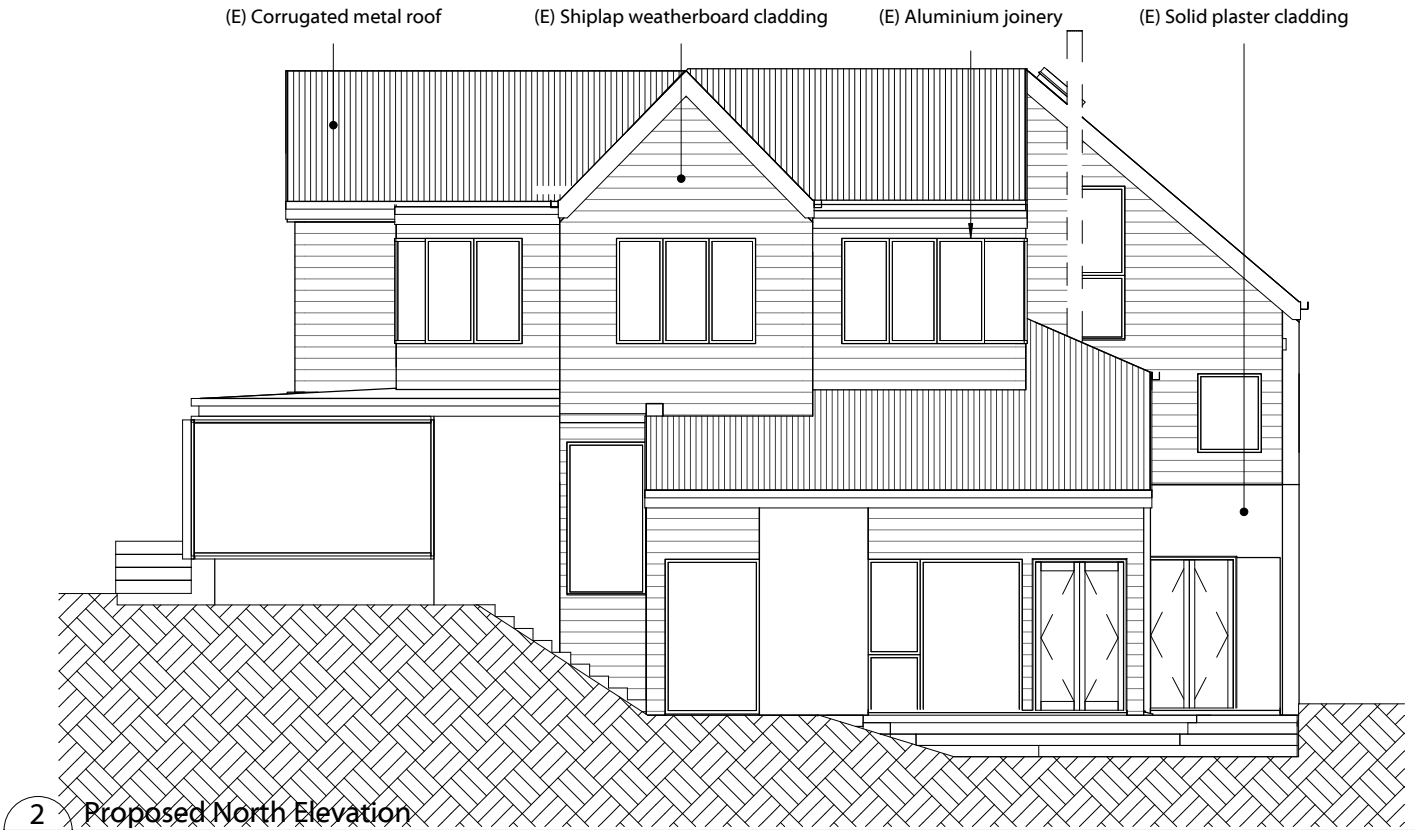 (E) Corrugated metal roof
(E) Shiplap weatherboard cladding
(E) Aluminium joinery
(E) Solid plaster cladding
2 Proposed North Elevation